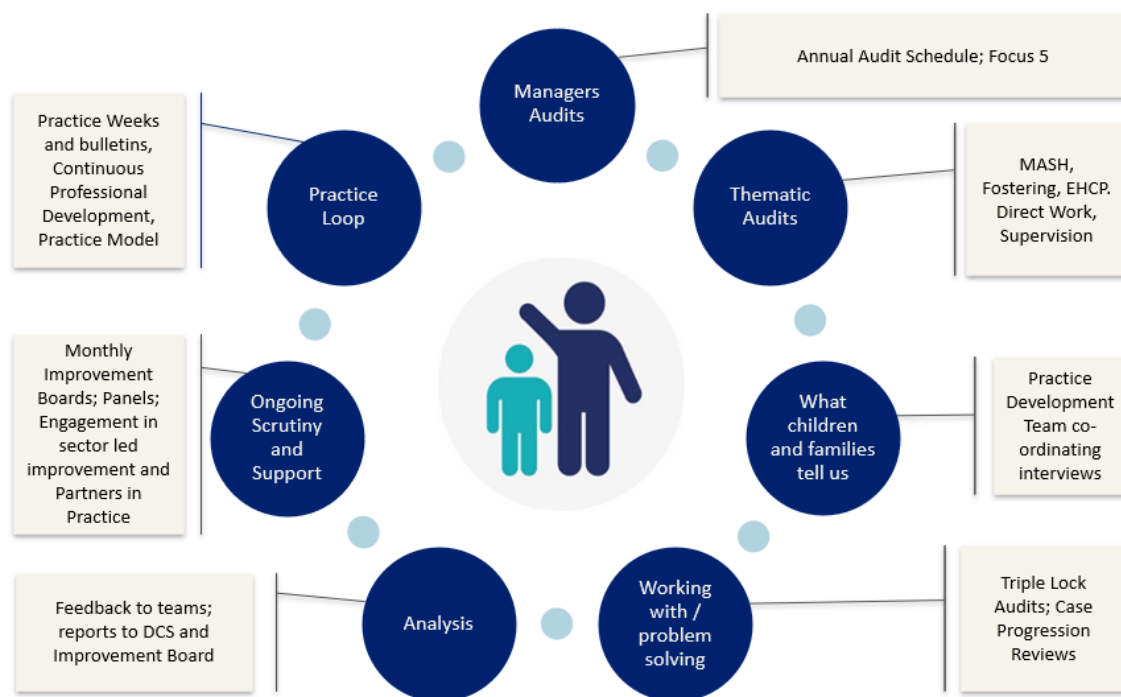 Managers
Audits
Annual Audit Schedule; Focus 5
Thematic
Audits
MASH,
Fostering, EHCP.
Direct Work,
Supervision
What
children
and families
tell us
Practice
Development
Team co-
ordinating
interviews
Working
with /
problem
solving
Triple Lock
Audits; Case
Progression
Reviews
Analysis
Feedback to teams;
reports to DCS and
Improvement Board
Ongoing
Scrutiny
and
Support
Monthly
Improvement
Boards; Panels;
Engagement in
sector led
improvement and
Partners in
Practice
Practice
Loop
Practice Weeks
and bulletins,
Continuous
Professional
Development,
Practice Model